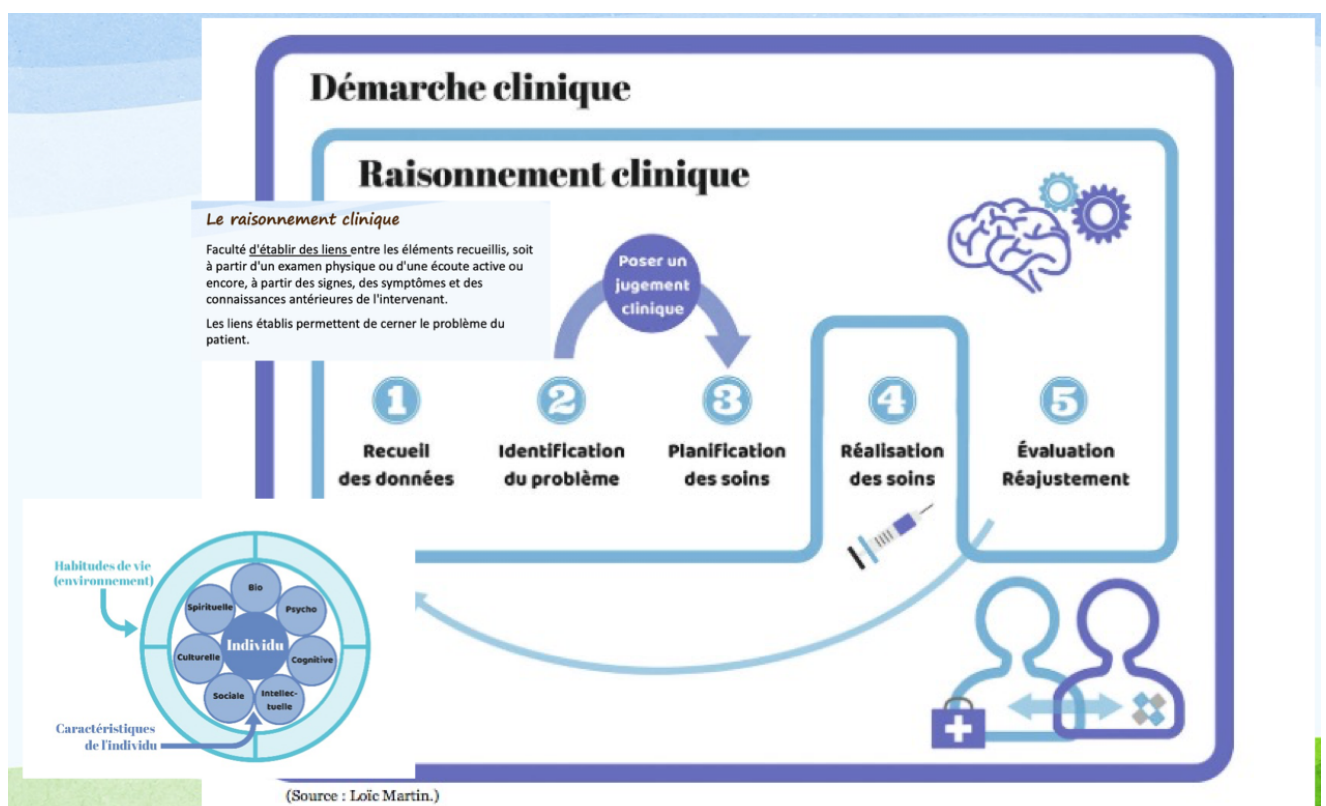 Démarche clinique
Raisonnement clinique
Le raisonnement clinique
Faculté d'établir des liens entre les éléments recueillis, soit
à partir d'un examen physique ou d'une écoute active ou
encore, à partir des signes, des symptômes et des
connaissances antérieures de l'intervenant.
Les liens établis permettent de cerner le problème du
patient.
Poser un
jugement
clinique
1
Recueil
des données
2
Identification
du problème
3
Planification
des soins
4
Réalisation
des soins
5
Évaluation
Réajustement
Habitudes de vie
(environnement)
Bio
Psycho
Cognitive
Intellec-
tuelle
Sociale
Culturelle
Spirituelle
Individu
Caractéristiques
de l'individu
(Source : Loïc Martin.)